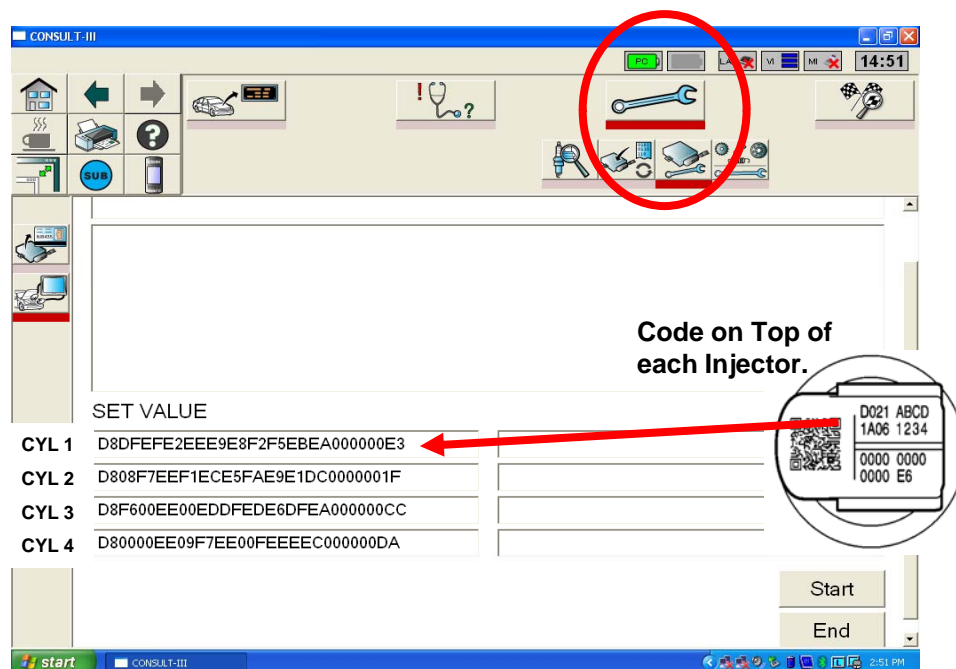 CONSULT-III
PC
VI
MI
14:51
!
?
?
SUB
Code on Top of
each Injector.
D021 ABCD
1A06 1234
0000 0000
0000 E6
SET VALUE
CYL 1 D8DFEFE2EEE9E8F2F5EBEA000000E3
CYL 2 D808F7EEF1ECE5FAE9E1DC0000001F
CYL 3 D8F600EE00EDDFEDE6DFEA000000CC
CYL 4 D80000EE09F7EE00FEEEEC000000DA
Start
End
start
CONSULT-III
2:51 PM